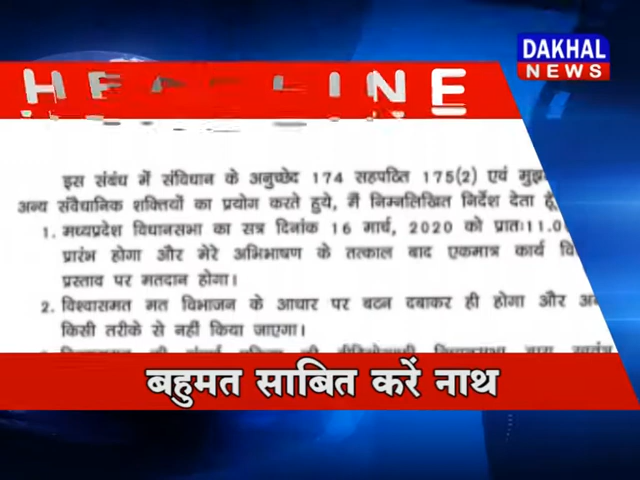 DAKHAL
NEWS
HEADLINE
इस संबंध में संविधान के अनुच्छेद 174 सहपठित 175(2) एवं
अन्य संवैधानिक शक्तियों का प्रयोग करते हुये, मैं निम्नलिखित निर्देश देता हूँ
1. मध्यप्रदेश विधानसभा का सत्र दिनांक 16 मार्च, 2020 को प्रातः11.0
प्रारंभ होगा और मेरे अभिभाषण के तत्काल बाद एकमात्र कार्य
प्रस्ताव पर मतदान होगा।
2. विश्वासमत मत विभाजन के आधार पर बटन दबाकर ही होगा और
किसी तरीके से नहीं किया जाएगा।
बहुमत साबित करें नाथ